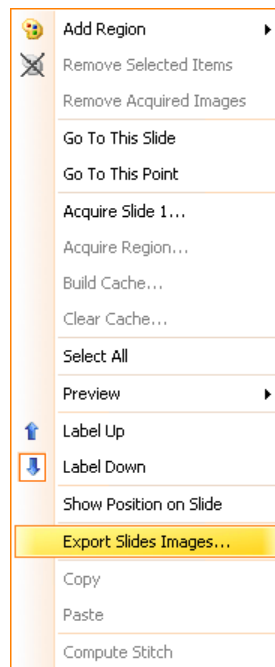 Add Region
Remove Selected Items
Remove Acquired Images
Go To This Slide
Go To This Point
Acquire Slide 1...
Acquire Region...
Build Cache...
Clear Cache...
Select All
Preview
Label Up
Label Down
Show Position on Slide
Export Slides Images...
Copy
Paste
Compute Stitch